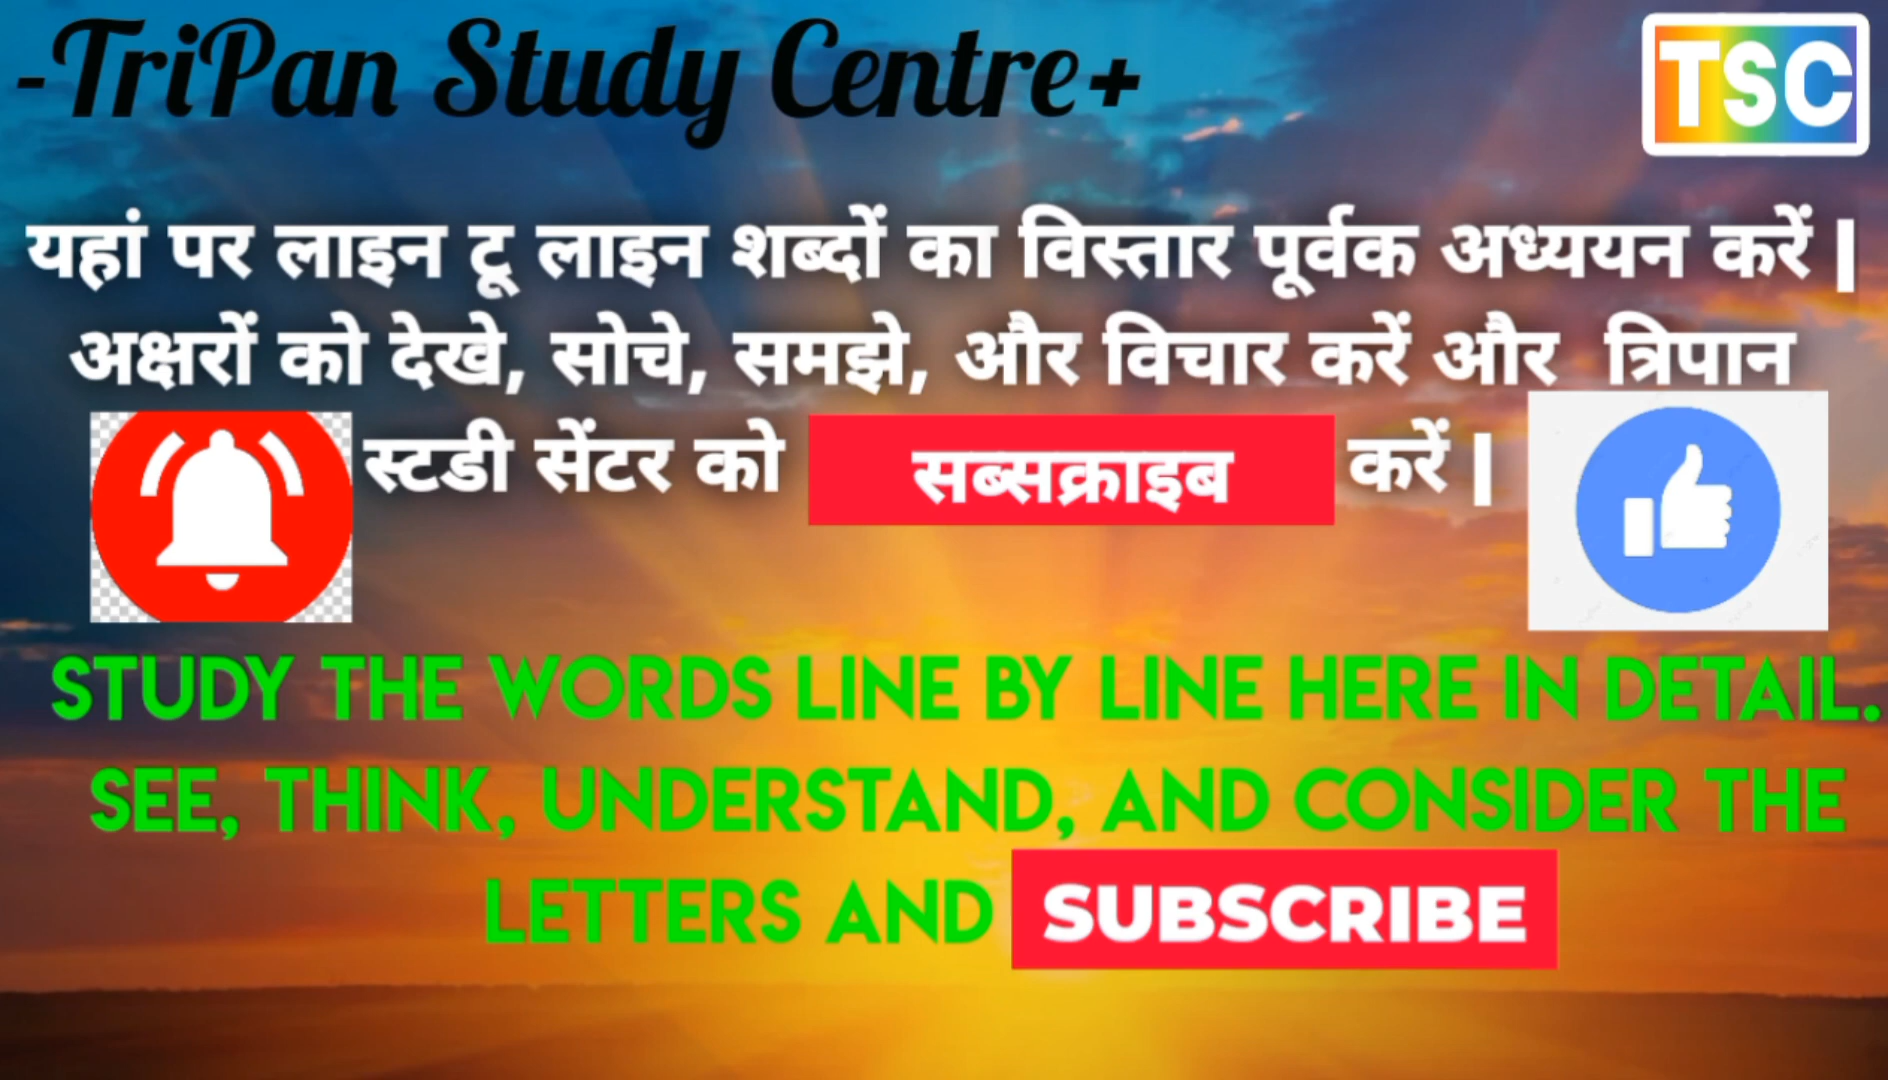 -TriPan Study Centre+
TSC
यहां पर लाइन टू लाइन शब्दों का विस्तार पूर्वक अध्ययन करें |
अक्षरों को देखे, सोचे, समझे, और विचार करें और त्रिपान
स्टडी सेंटर को सब्सक्राइब करें |
STUDY THE WORDS LINE BY LINE HERE IN DETAIL.
SEE, THINK, UNDERSTAND, AND CONSIDER THE
LETTERS AND SUBSCRIBE